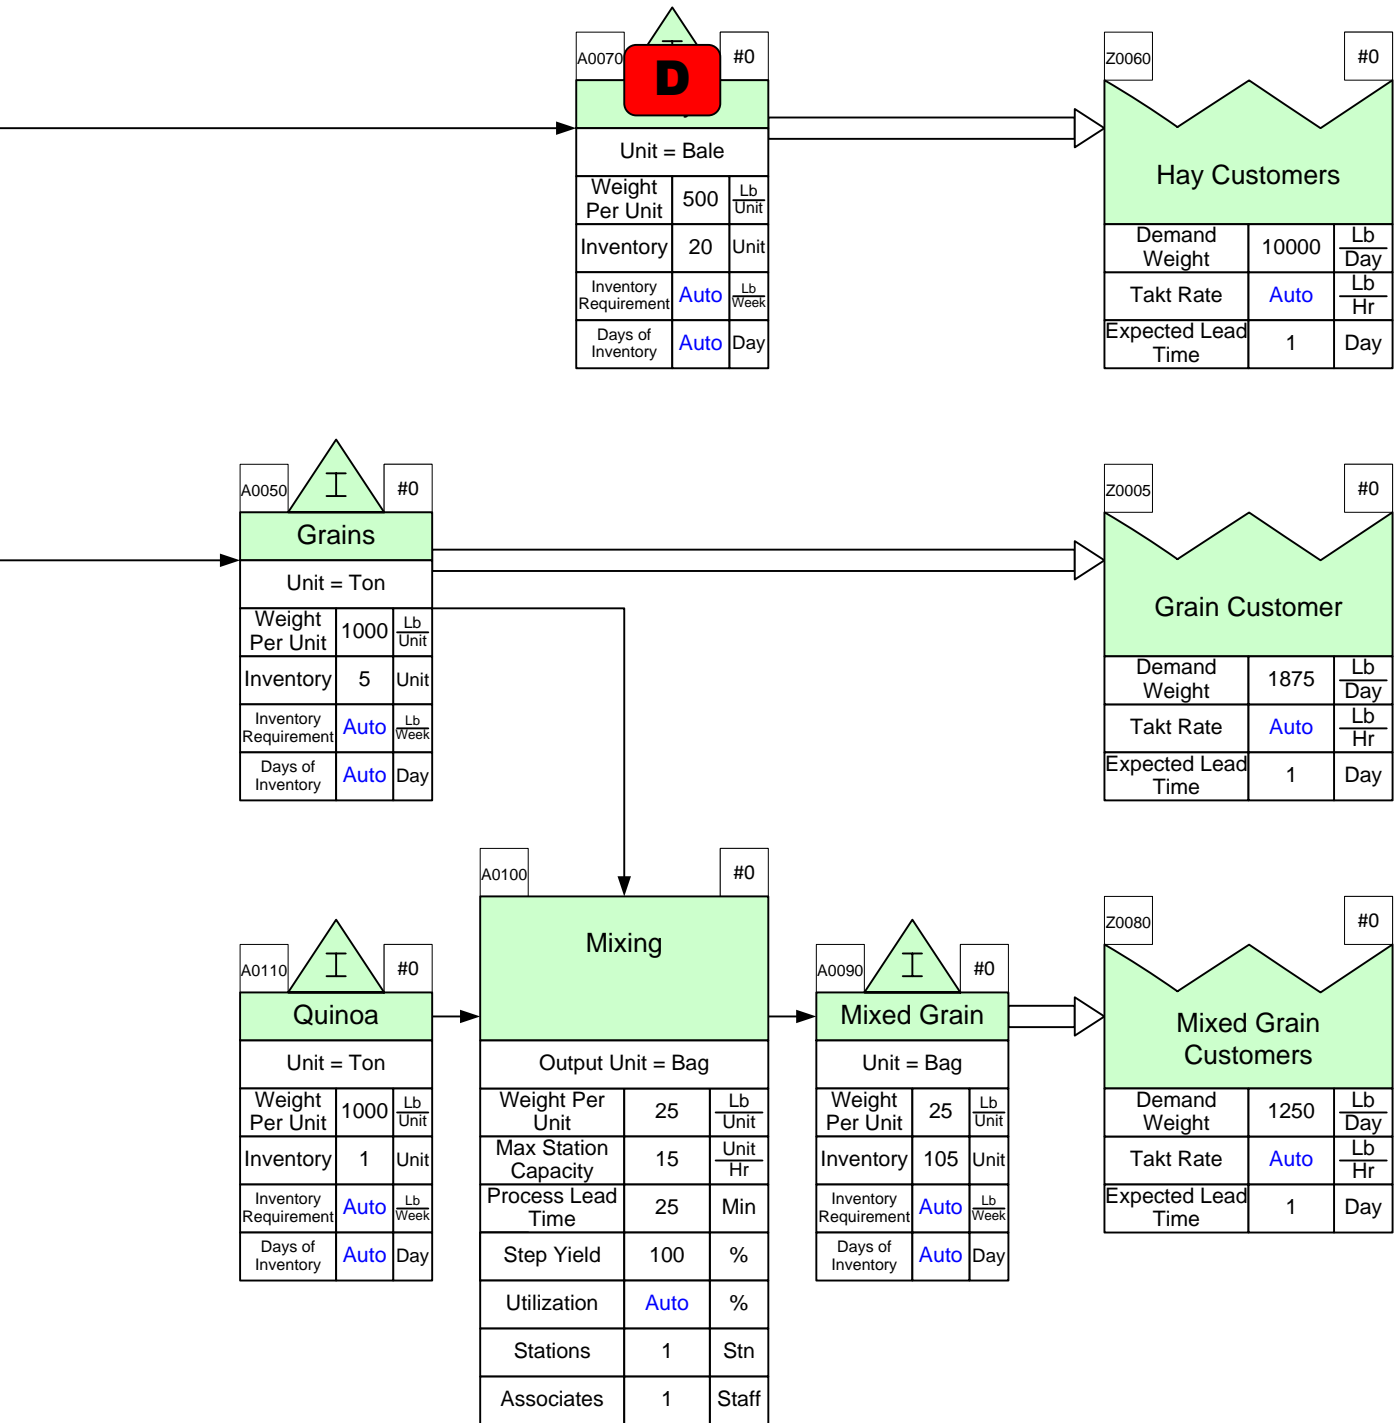 A0070
D
#0
Unit = Bale
Weight Per Unit 500 Lb Unit
Inventory 20 Unit
Inventory Requirement Auto Lb Week
Days of Inventory Auto Day
Z0060
#0
Hay Customers
Demand Weight 10000 Lb Day
Takt Rate Auto Lb Hr
Expected Lead Time 1 Day
A0050
I
#0
Grains
Unit = Ton
Weight Per Unit 1000 Lb Unit
Inventory 5 Unit
Inventory Requirement Auto Lb Week
Days of Inventory Auto Day
Z0005
#0
Grain Customer
Demand Weight 1875 Lb Day
Takt Rate Auto Lb Hr
Expected Lead Time 1 Day
A0110
I
#0
Quinoa
Unit = Ton
Weight Per Unit 1000 Lb Unit
Inventory 1 Unit
Inventory Requirement Auto Lb Week
Days of Inventory Auto Day
A0100
#0
Mixing
Output Unit = Bag
Weight Per Unit 25 Lb Unit
Max Station Capacity 15 Unit Hr
Process Lead Time 25 Min
Step Yield 100 %
Utilization Auto %
Stations 1 Stn
Associates 1 Staff
A0090
I
#0
Mixed Grain
Unit = Bag
Weight Per Unit 25 Lb Unit
Inventory 105 Unit
Inventory Requirement Auto Lb Week
Days of Inventory Auto Day
Z0080
#0
Mixed Grain
Customers
Demand Weight 1250 Lb Day
Takt Rate Auto Lb Hr
Expected Lead Time 1 Day